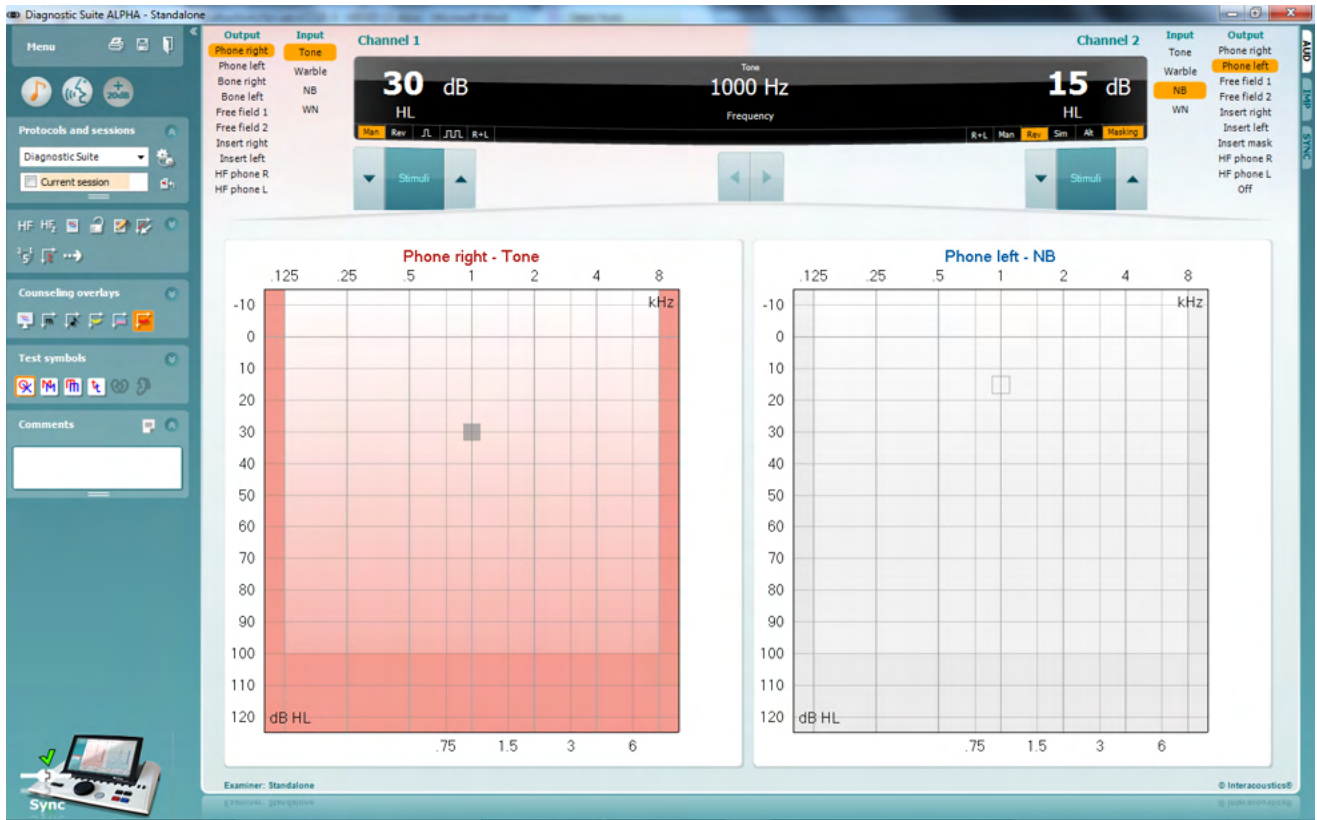 Diagnostic Suite ALPHA - Standalone
Menu
+
20dB
Protocols and sessions
Diagnostic Suite
Current session
HF HF2
Counseling overlays
Test symbols
Comments
Sync
Output
Phone right
Phone left
Bone right
Bone left
Free field 1
Free field 2
Insert right
Insert left
HF phone R
HF phone L
Input
Tone
Warble
NB
WN
Channel 1
Channel 2
30 dB
HL
Man Rev R+L
Tone
1000 Hz
Frequency
15 dB
HL
R+L Man Rev Sim Alt Masking
Stimuli
Stimuli
Input
Tone
Warble
NB
WN
Output
Phone right
Phone left
Free field 1
Free field 2
Insert right
Insert left
Insert mask
HF phone R
HF phone L
Off
AUD
IMP
SYNC
Phone right - Tone
.125 .25 .5 1 2 4 8
kHz
-10
0
10
20
30
40
50
60
70
80
90
100
110
120
dB HL
.75 1.5 3 6
Phone left - NB
.125 .25 .5 1 2 4 8
kHz
-10
0
10
20
30
40
50
60
70
80
90
100
110
120
dB HL
.75 1.5 3 6
Examiner: Standalone
© Interacoustics®